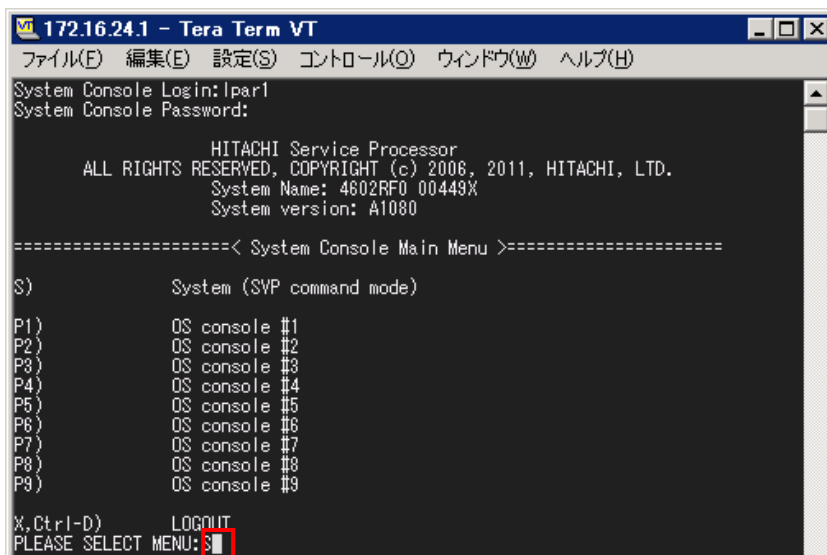 172.16.24.1 - Tera Term VT
ファイル(F) 編集(E) 設定(S) コントロール(O) ウィンドウ(W) ヘルプ(H)
System Console Login:lpar1
System Console Password:
HITACHI Service Processor
ALL RIGHTS RESERVED, COPYRIGHT (c) 2006, 2011, HITACHI, LTD.
System Name: 4602RF0 00449X
System version: A1080
======================< System Console Main Menu >======================
S) System (SVP command mode)
P1) OS console #1
P2) OS console #2
P3) OS console #3
P4) OS console #4
P5) OS console #5
P6) OS console #6
P7) OS console #7
P8) OS console #8
P9) OS console #9
X,Ctrl-D) LOGOUT
PLEASE SELECT MENU:S